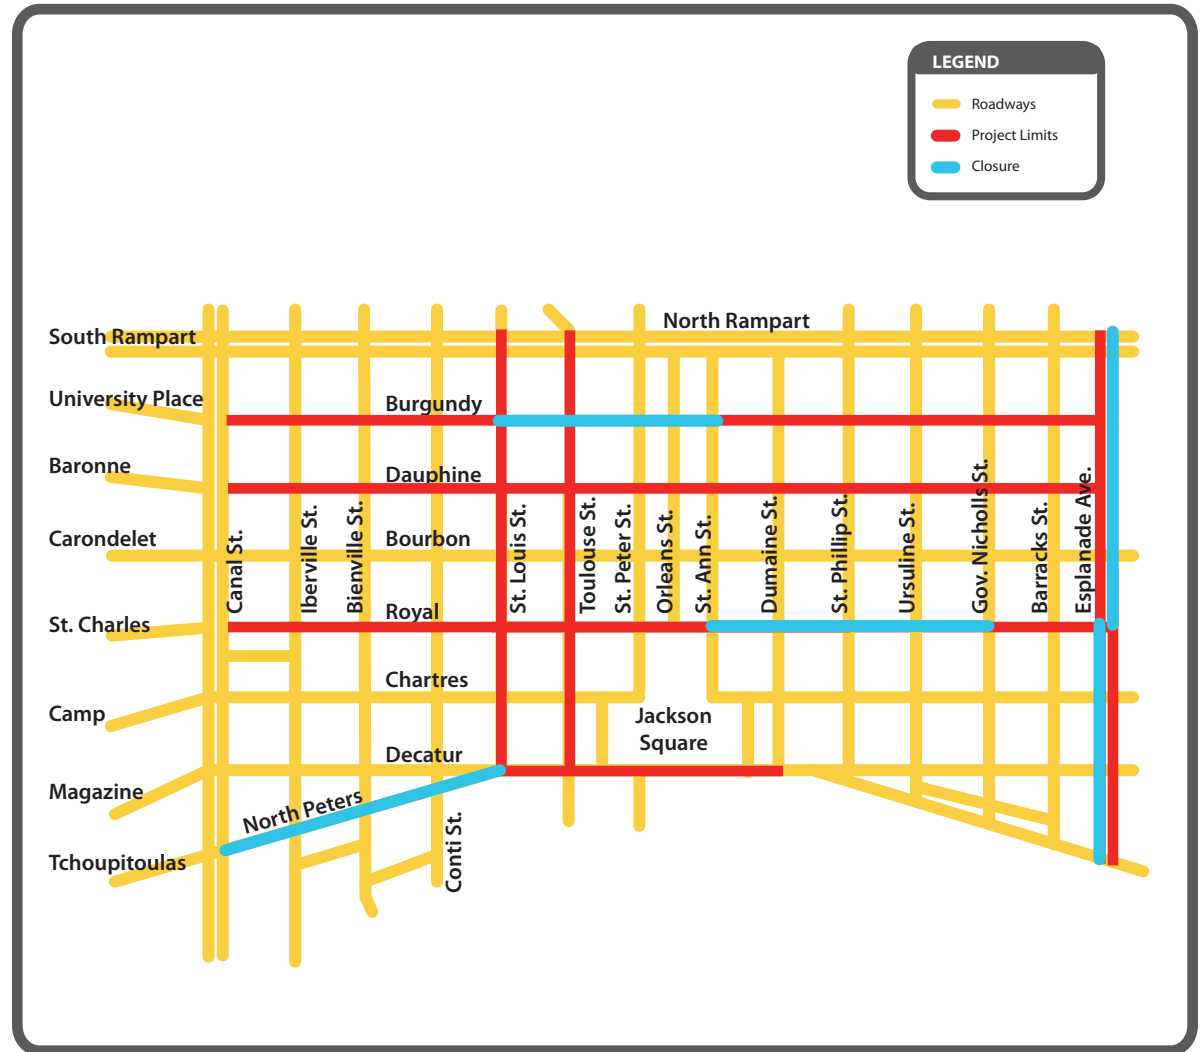 LEGEND
Roadways
Project Limits
Closure
North Rampart
South Rampart
University Place
Burgundy
Baronne
Dauphine
Carondelet
Bourbon
St. Charles
Royal
Canal St.
Iberville St.
Bienville St.
St. Louis St.
Toulouse St.
St. Peter St.
Orleans St.
St. Ann St.
Dumaine St.
St. Phillip St.
Ursuline St.
Gov. Nicholls St.
Barracks St.
Esplanade Ave.
Chartres
Camp
Jackson
Square
Decatur
Magazine
North Peters
Conti St.
Tchoupitoulas